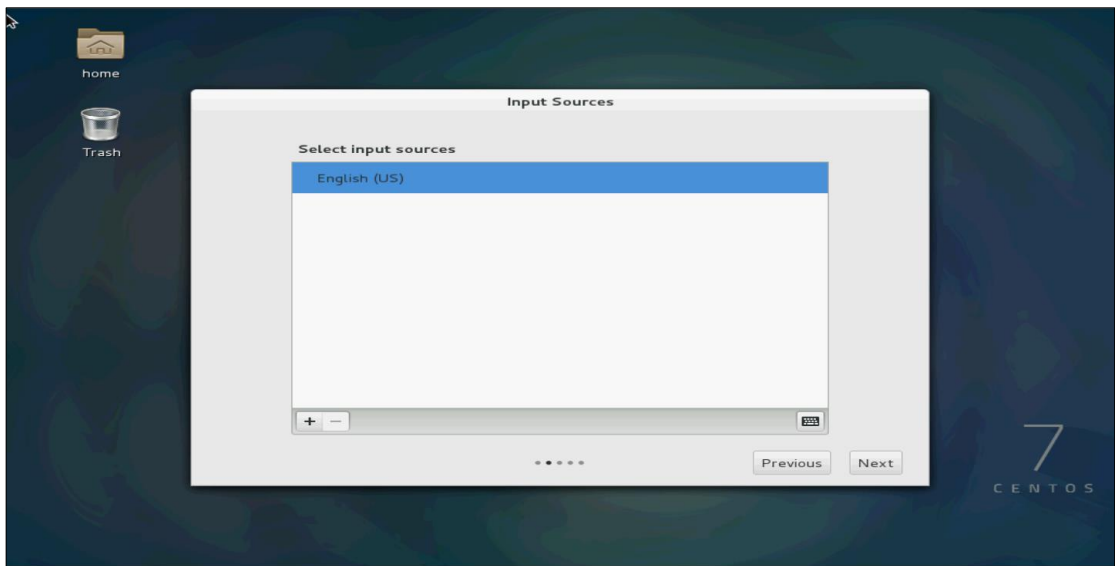 home
Trash
Input Sources
Select input sources
English (US)
Previous Next
7
CENTOS